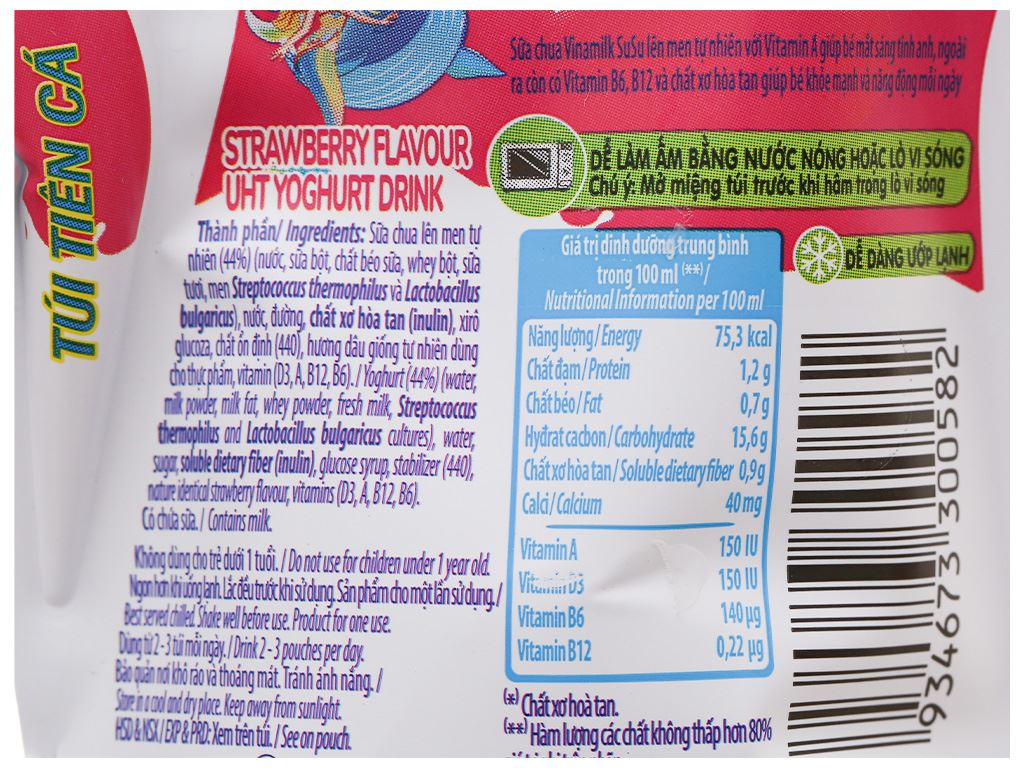 TÚI TIÊN CÁ
Sữa chua Vinamilk SuSu lên men tự nhiên với Vitamin A giúp bé mắt sáng tinh anh, ngoài
ra còn có Vitamin B6, B12 và chất xơ hòa tan giúp bé khỏe mạnh và năng động mỗi ngày
STRAWBERRY FLAVOUR
UHT YOGHURT DRINK
Thành phần/ Ingredients: Sữa chua lên men tự
nhiên (44%) (nước, sữa bột, chất béo sữa, whey bột, sữa
tươi, men Streptococcus thermophilus và Lactobacillus
bulgaricus), nước, đường, chất xơ hòa tan (inulin), xirô
glucoza, chất ổn định (440), hương dâu giống tự nhiên dùng
cho thực phẩm, vitamin (D3, A, B12, B6). / Yoghurt (44%) (water,
milk powder, milk fat, whey powder, fresh milk, Streptococcus
thermophilus and Lactobacillus bulgaricus cultures), water,
sugar, soluble dietary fiber (inulin), glucose syrup, stabilizer (440),
nature identical strawberry flavour, vitamins (D3, A, B12, B6).
Có chứa sữa. / Contains milk.
Không dùng cho trẻ dưới 1 tuổi. / Do not use for children under 1 year old.
Ngon hơn khi uống lạnh. Lắc đều trước khi sử dụng. Sản phẩm cho một lần sử dụng. /
Best served chilled. Shake well before use. Product for one use.
Dùng từ 2 - 3 túi mỗi ngày. / Drink 2 - 3 pouches per day.
Bảo quản nơi khô ráo và thoáng mát. Tránh ánh nắng. /
Store in a cool and dry place. Keep away from sunlight.
HSD & NSX / EXP & PRD: Xem trên túi. / See on pouch.
DỄ LÀM ẤM BẰNG NƯỚC NÓNG HOẶC LÒ VI SÓNG
Chú ý: Mở miệng túi trước khi hâm trong lò vi sóng
DỄ DÀNG ƯỚP LẠNH
Giá trị dinh dưỡng trung bình
trong 100 ml (**) /
Nutritional Information per 100 ml
Năng lượng / Energy 75,3 kcal
Chất đạm / Protein 1,2 g
Chất béo / Fat 0,7 g
Hyđrat cacbon / Carbohydrate 15,6 g
Chất xơ hòa tan / Soluble dietary fiber 0,9 g
Calci / Calcium 40 mg
Vitamin A 150 IU
Vitamin D3 150 IU
Vitamin B6 140 µg
Vitamin B12 0,22 µg
(*) Chất xơ hoà tan.
(**) Hàm lượng các chất không thấp hơn 80%
934673 300582